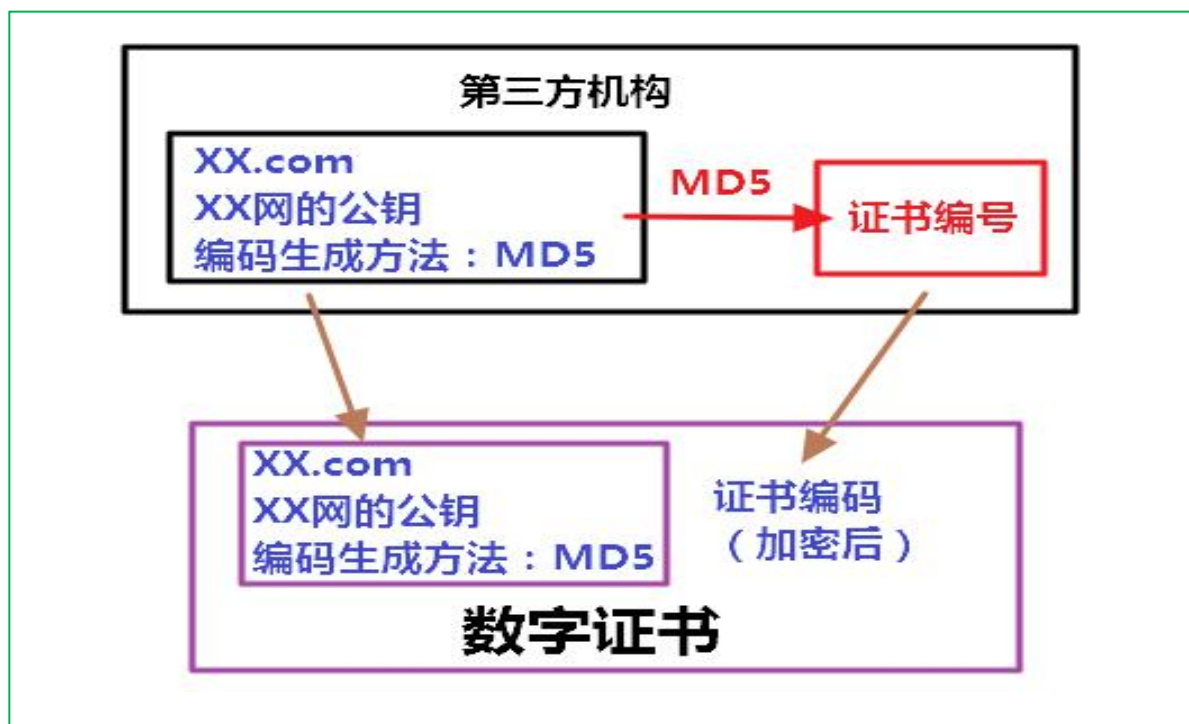 第三方机构
XX.com
XX网的公钥
编码生成方法：MD5
MD5
证书编号
XX.com
XX网的公钥
编码生成方法：MD5
证书编码
（加密后）
数字证书